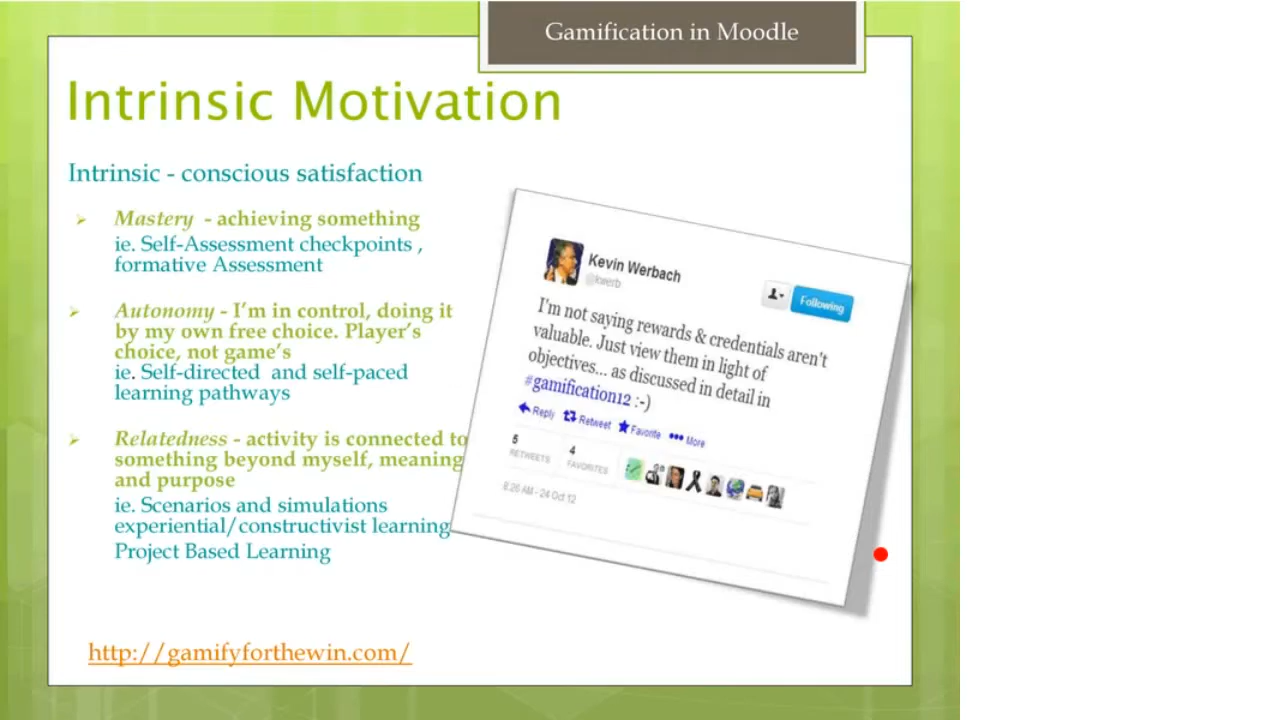 Gamification in Moodle
Intrinsic Motivation
Intrinsic - conscious satisfaction
Mastery - achieving something
ie. Self-Assessment checkpoints ,
formative Assessment
Autonomy - I’m in control, doing it
by my own free choice. Player’s
choice, not game’s
ie. Self-directed and self-paced
learning pathways
Relatedness - activity is connected to
something beyond myself, meaning
and purpose
ie. Scenarios and simulations
experiential/constructivist learning
Project Based Learning
http://gamifyforthewin.com/
Kevin Werbach
@kwerb
Following
I'm not saying rewards & credentials aren't
valuable. Just view them in light of
objectives... as discussed in detail in
#gamification12 :-)
Reply Retweet Favorite More
5 4
RETWEETS FAVORITES
8:26 AM - 24 Oct 12